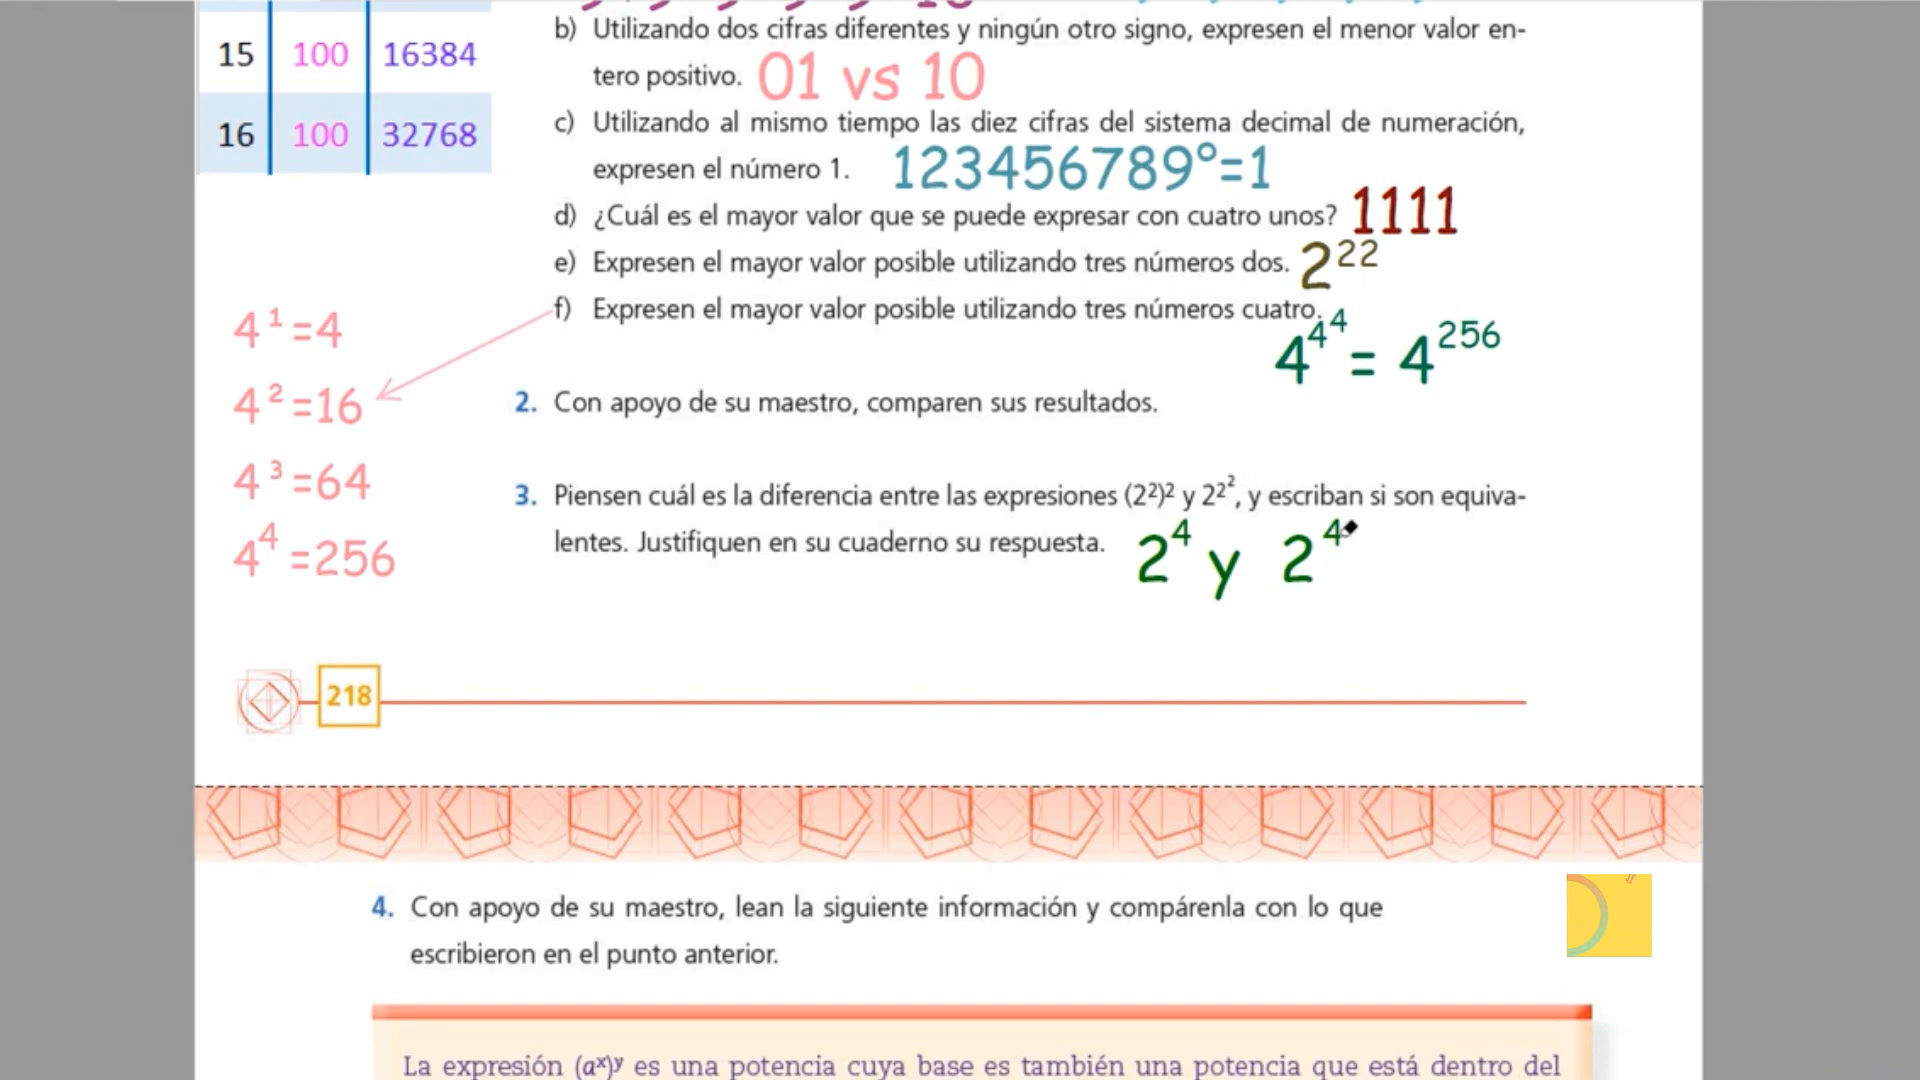 b) Utilizando dos cifras diferentes y ningún otro signo, expresen el menor valor en-
tero positivo. 01 vs 10
c) Utilizando al mismo tiempo las diez cifras del sistema decimal de numeración,
expresen el número 1. 123456789⁰=1
d) ¿Cuál es el mayor valor que se puede expresar con cuatro unos? 1111
e) Expresen el mayor valor posible utilizando tres números dos. 2²²
f) Expresen el mayor valor posible utilizando tres números cuatro.
4^4^4 = 4²⁵⁶
2. Con apoyo de su maestro, comparen sus resultados.
3. Piensen cuál es la diferencia entre las expresiones (2²)² y 2^2^2, y escriban si son equiva-
lentes. Justifiquen en su cuaderno su respuesta. 2⁴ y 2⁴
15 100 16384
16 100 32768
4¹=4
4²=16
4³=64
4⁴=256
218
4. Con apoyo de su maestro, lean la siguiente información y compárenla con lo que
escribieron en el punto anterior.
La expresión (aˣ)ʸ es una potencia cuya base es también una potencia que está dentro del